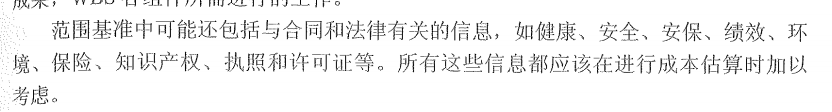 成果，WBS 各组件所需进行的工作。
范围基准中可能还包括与合同和法律有关的信息，如健康、安全、安保、绩效、环
境、保险、知识产权、执照和许可证等。所有这些信息都应该在进行成本估算时加以
考虑。